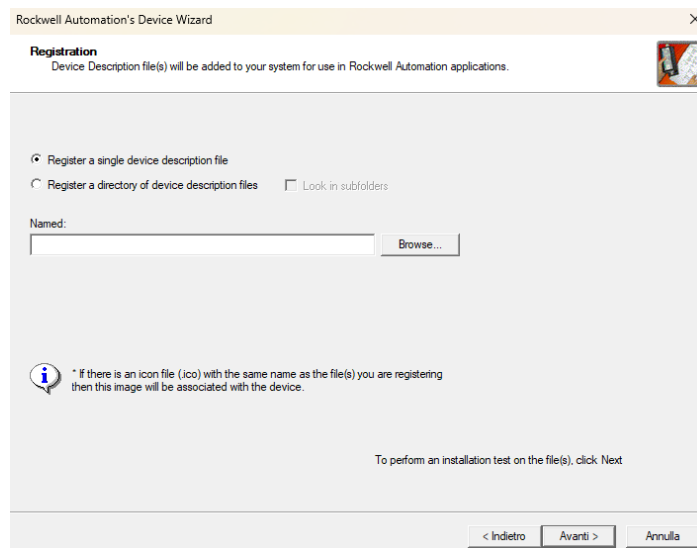 Rockwell Automation's Device Wizard
Registration
Device Description file(s) will be added to your system for use in Rockwell Automation applications.
Register a single device description file
Register a directory of device description files Look in subfolders
Named:
Browse...
* If there is an icon file (.ico) with the same name as the file(s) you are registering
then this image will be associated with the device.
To perform an installation test on the file(s), click Next
< Indietro Avanti > Annulla